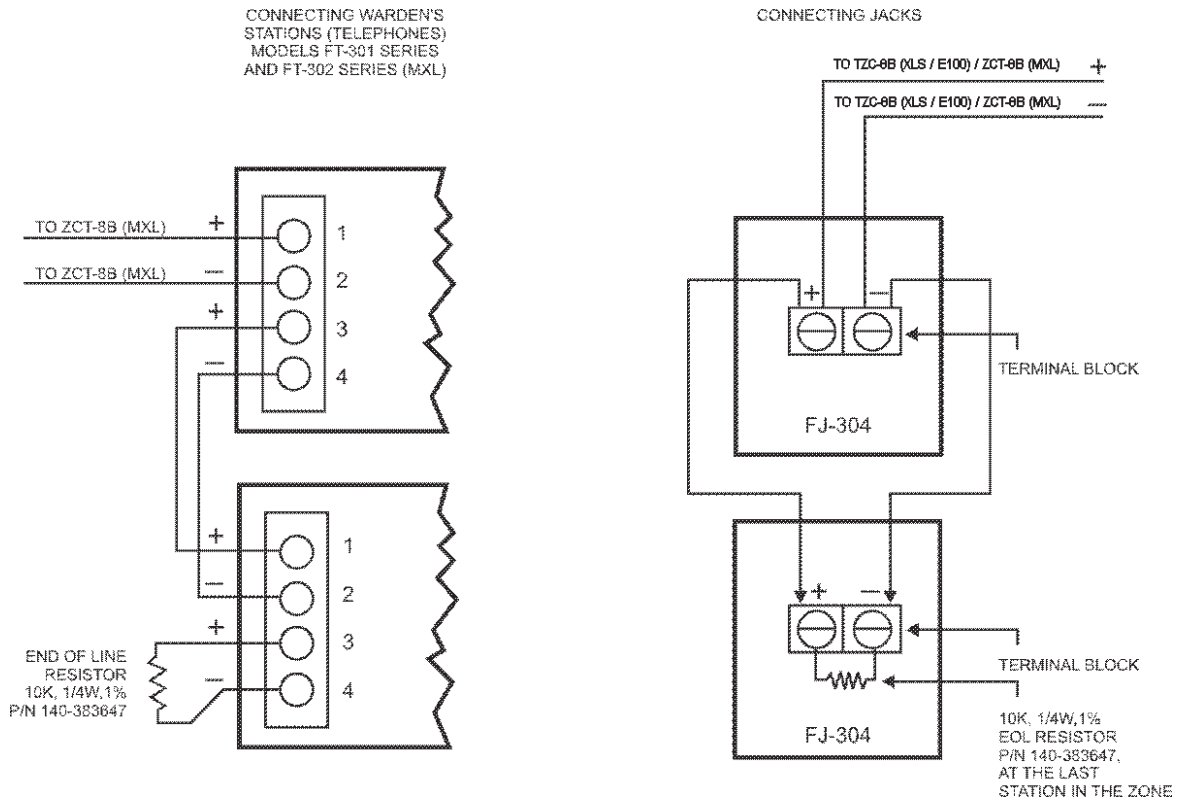 CONNECTING WARDEN'S
STATIONS (TELEPHONES)
MODELS FT-301 SERIES
AND FT-302 SERIES (MXL)
TO ZCT-8B (MXL)
+
1
TO ZCT-8B (MXL)
—
2
+
3
—
4
+
1
—
2
+
3
—
4
END OF LINE
RESISTOR
10K, 1/4W,1%
P/N 140-383647
CONNECTING JACKS
TO TZC-8B (XLS / E100) / ZCT-8B (MXL) +
TO TZC-8B (XLS / E100) / ZCT-8B (MXL) —
+ —
TERMINAL BLOCK
FJ-304
+ —
TERMINAL BLOCK
FJ-304
10K, 1/4W,1%
EOL RESISTOR
P/N 140-383647,
AT THE LAST
STATION IN THE ZONE